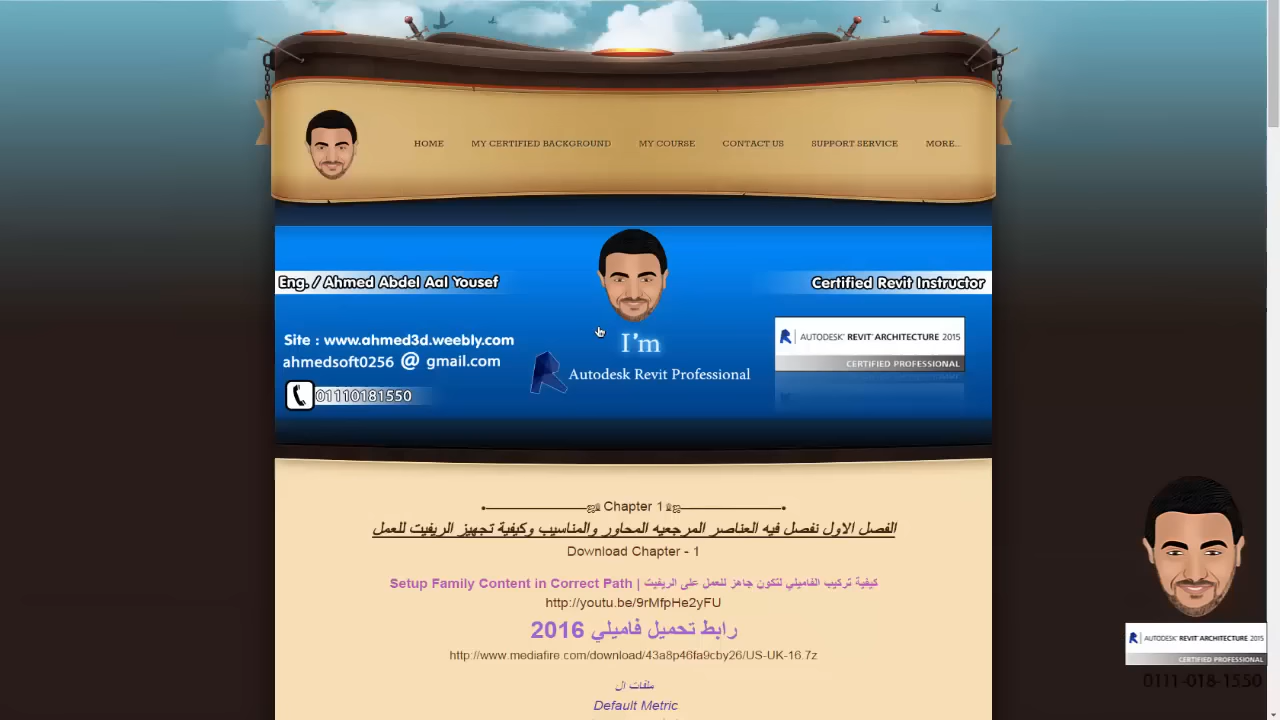 HOME MY CERTIFIED BACKGROUND MY COURSE CONTACT US SUPPORT SERVICE MORE...
Eng. / Ahmed Abdel Aal Yousef
Certified Revit Instructor
Site : www.ahmed3d.weebly.com
ahmedsoft0256 @ gmail.com
01110181550
I'm
Autodesk Revit Professional
AUTODESK® REVIT® ARCHITECTURE 2015
CERTIFIED PROFESSIONAL
Chapter 1
الفصل الاول نفصل فيه العناصر المرجعيه المحاور والمناسيب وكيفية تجهيز الريفيت للعمل
Download Chapter - 1
Setup Family Content in Correct Path | كيفية تركيب الفاميلي لتكون جاهز للعمل على الريفيت
http://youtu.be/9rMfpHe2yFU
رابط تحميل فاميلي 2016
http://www.mediafire.com/download/43a8p46fa9cby26/US-UK-16.7z
ملفات ال
Default Metric
AUTODESK® REVIT® ARCHITECTURE 2015
CERTIFIED PROFESSIONAL
0111-018-1550